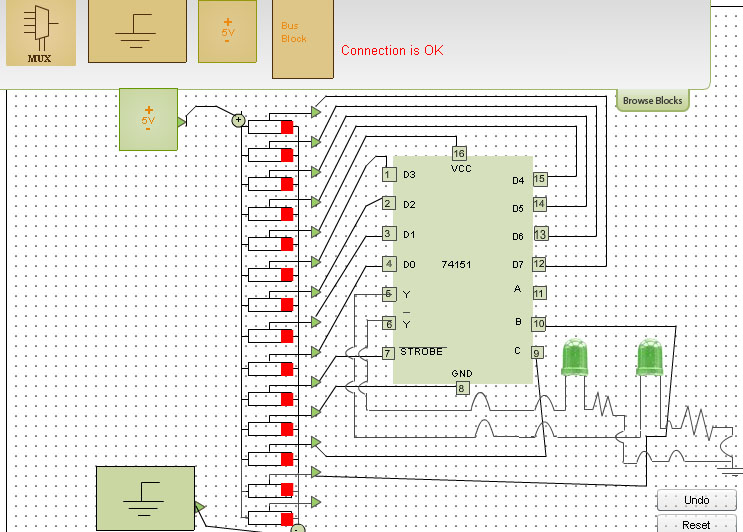 MUX
+
5V
-
Bus
Block
Connection is OK
Browse Blocks
+
5V
-
+
16
VCC
1 D3
D4 15
2 D2
D5 14
3 D1
D6 13
4 D0
74151
D7 12
5 Y
A 11
6 Y
B 10
7 STROBE
C 9
GND
8
-
Undo
Reset